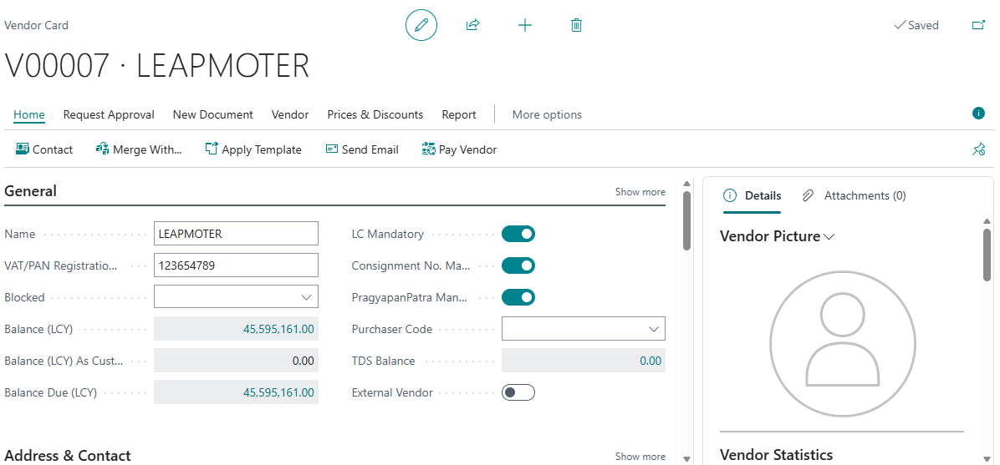 Vendor Card
Saved
V00007 · LEAPMOTER
Home Request Approval New Document Vendor Prices & Discounts Report More options
Contact Merge With... Apply Template Send Email Pay Vendor
General Show more
Name LEAPMOTER
VAT/PAN Registratio... 123654789
Blocked
Balance (LCY) 45,595,161.00
Balance (LCY) As Cust... 0.00
Balance Due (LCY) 45,595,161.00
LC Mandatory
Consignment No. Ma...
PragyapanPatra Man...
Purchaser Code
TDS Balance 0.00
External Vendor
Address & Contact Show more
Details Attachments (0)
Vendor Picture
Vendor Statistics